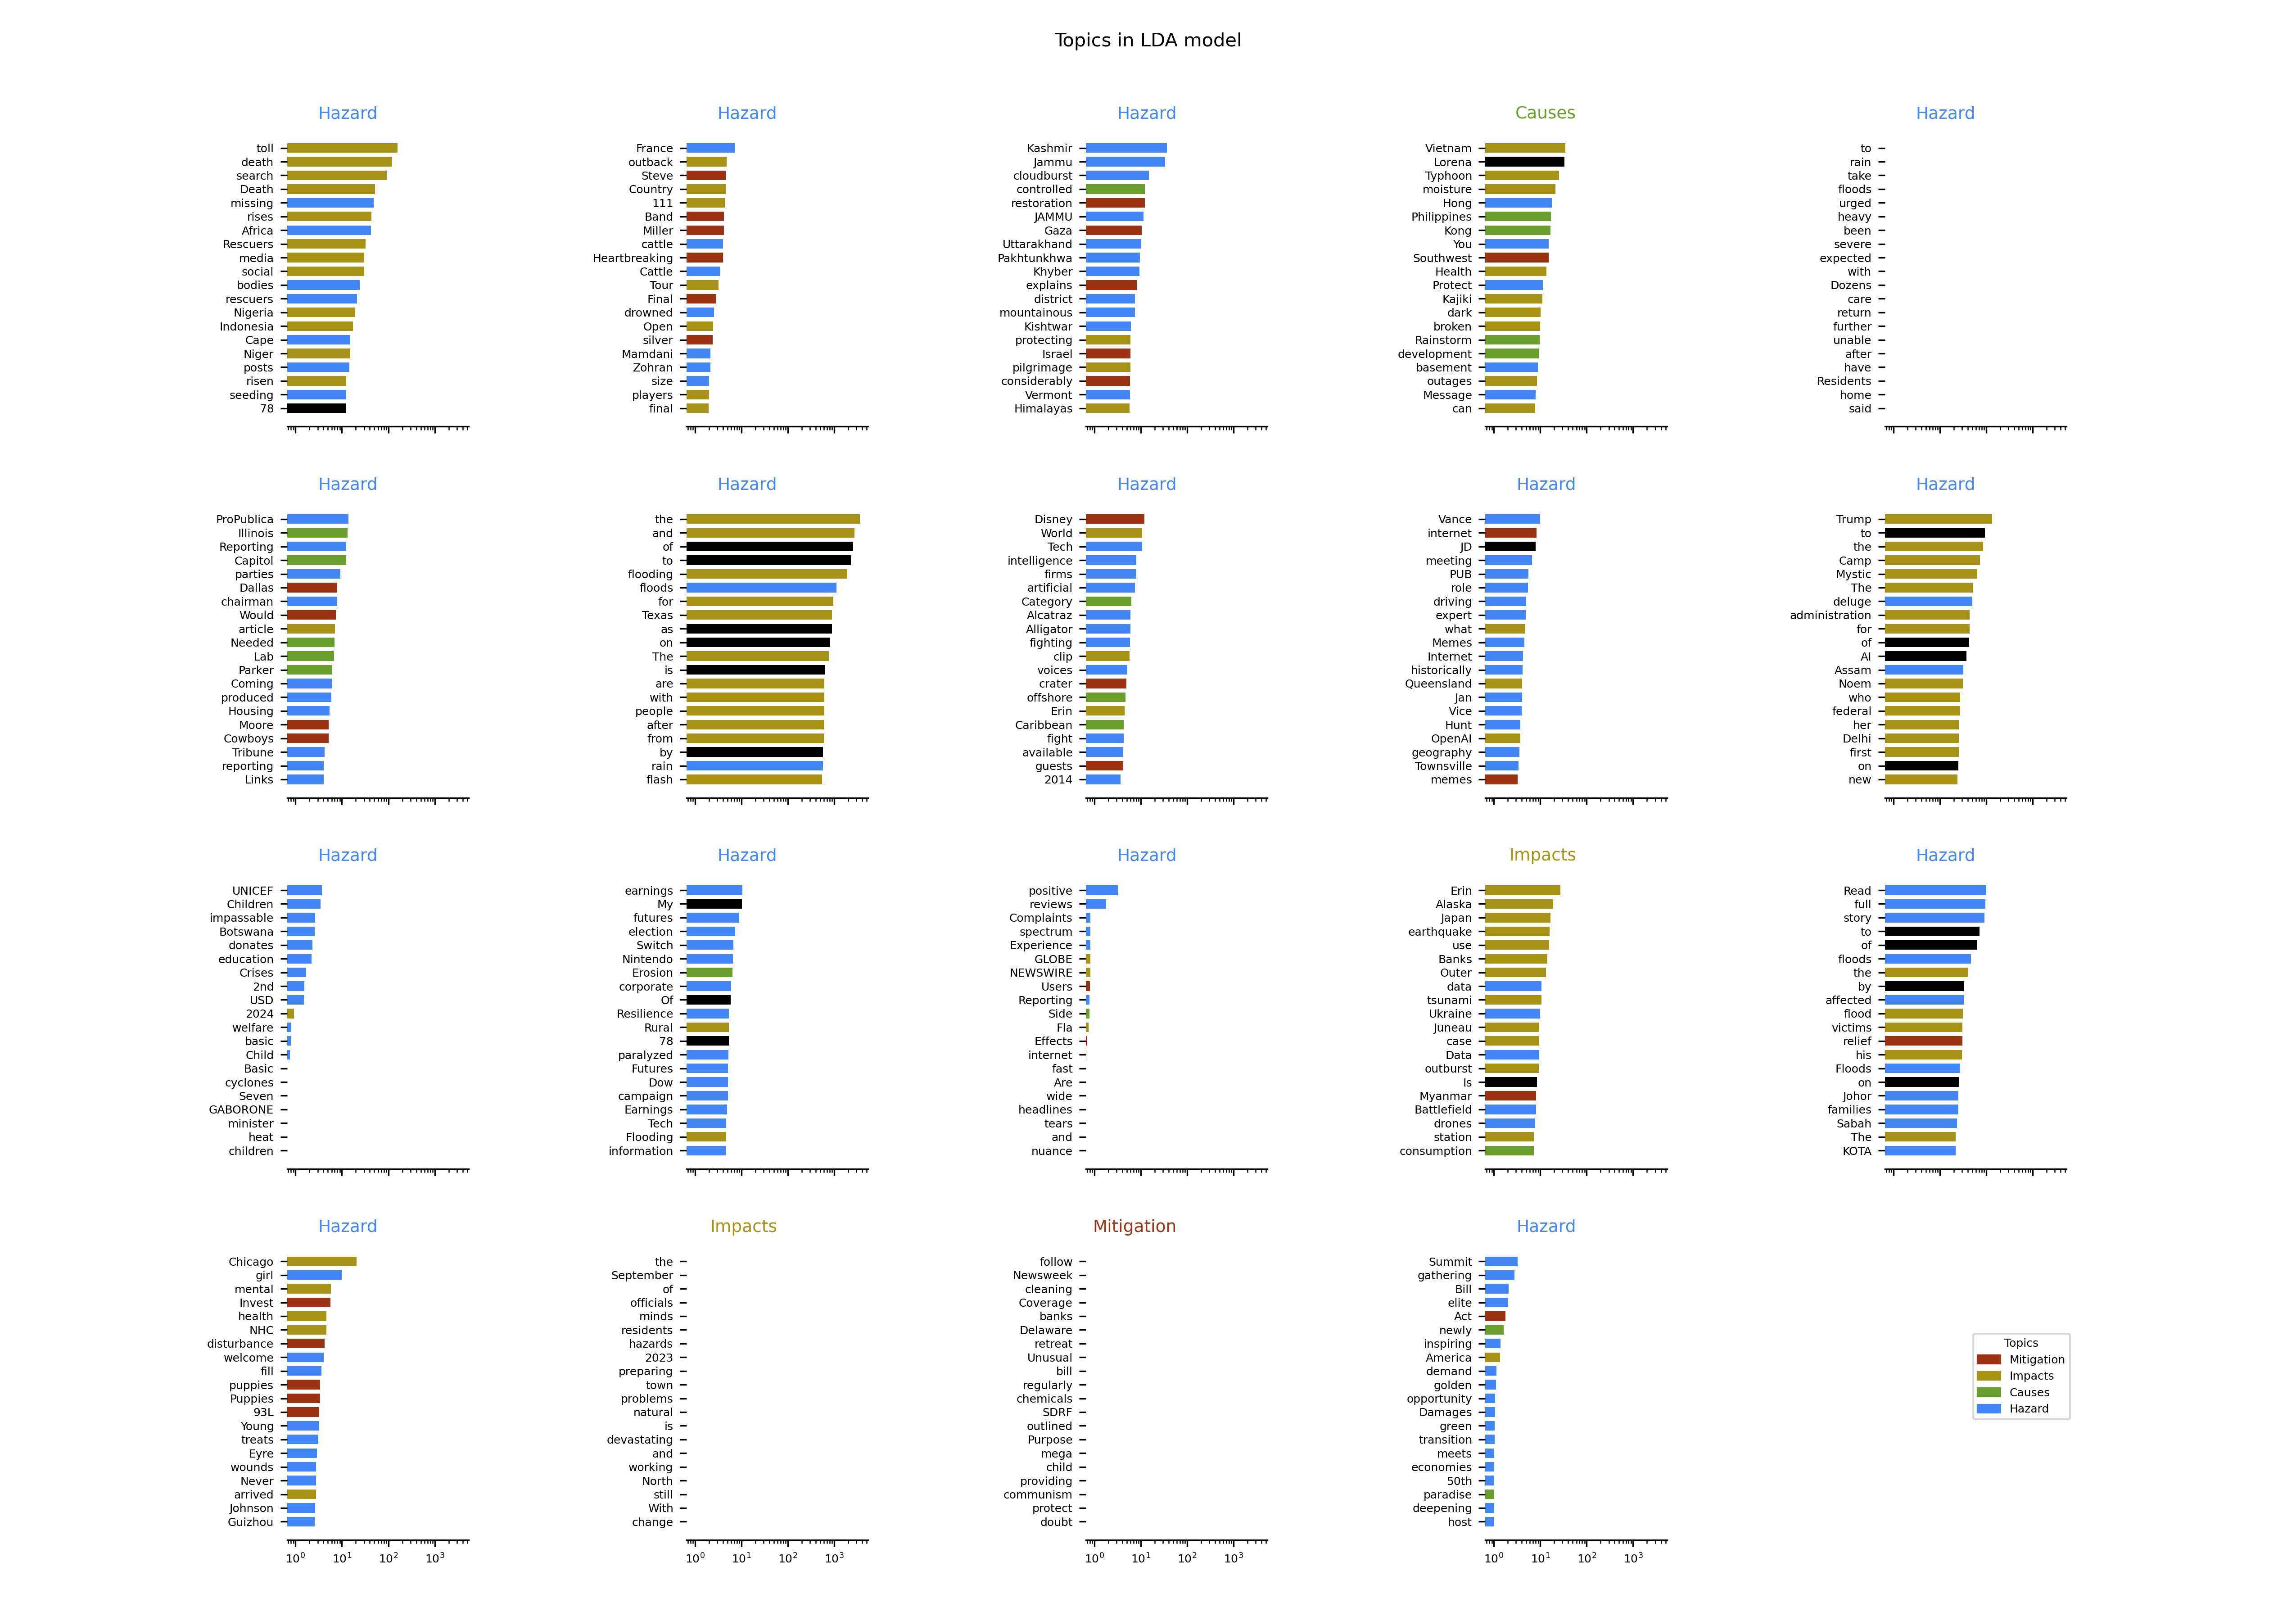 Topics in LDA model
Hazard
toll
death
search
Death
missing
rises
Africa
Rescuers
media
social
bodies
rescuers
Nigeria
Indonesia
Cape
Niger
posts
risen
seeding
78
Hazard
France
outback
Steve
Country
111
Band
Miller
cattle
Heartbreaking
Cattle
Tour
Final
drowned
Open
silver
Mamdani
Zohran
size
players
final
Hazard
Kashmir
Jammu
cloudburst
controlled
restoration
JAMMU
Gaza
Uttarakhand
Pakhtunkhwa
Khyber
explains
district
mountainous
Kishtwar
protecting
Israel
pilgrimage
considerably
Vermont
Himalayas
Causes
Vietnam
Lorena
Typhoon
moisture
Hong
Philippines
Kong
You
Southwest
Health
Protect
Kajiki
dark
broken
Rainstorm
development
basement
outages
Message
can
Hazard
to
rain
take
floods
urged
heavy
been
severe
expected
with
Dozens
care
return
further
unable
after
have
Residents
home
said
Hazard
ProPublica
Illinois
Reporting
Capitol
parties
Dallas
chairman
Would
article
Needed
Lab
Parker
Coming
produced
Housing
Moore
Cowboys
Tribune
reporting
Links
Hazard
the
and
of
to
flooding
floods
for
Texas
as
on
The
is
are
with
people
after
from
by
rain
flash
Hazard
Disney
World
Tech
intelligence
firms
artificial
Category
Alcatraz
Alligator
fighting
clip
voices
crater
offshore
Erin
Caribbean
fight
available
guests
2014
Hazard
Vance
internet
JD
meeting
PUB
role
driving
expert
what
Memes
Internet
historically
Queensland
Jan
Vice
Hunt
OpenAI
geography
Townsville
memes
Hazard
Trump
to
the
Camp
Mystic
The
deluge
administration
for
of
AI
Assam
Noem
who
federal
her
Delhi
first
on
new
Hazard
UNICEF
Children
impassable
Botswana
donates
education
Crises
2nd
USD
2024
welfare
basic
Child
Basic
cyclones
Seven
GABORONE
minister
heat
children
Hazard
earnings
My
futures
election
Switch
Nintendo
Erosion
corporate
Of
Resilience
Rural
78
paralyzed
Futures
Dow
campaign
Earnings
Tech
Flooding
information
Hazard
positive
reviews
Complaints
spectrum
Experience
GLOBE
NEWSWIRE
Users
Reporting
Side
Fla
Effects
internet
fast
Are
wide
headlines
tears
and
nuance
Impacts
Erin
Alaska
Japan
earthquake
use
Banks
Outer
data
tsunami
Ukraine
Juneau
case
Data
outburst
Is
Myanmar
Battlefield
drones
station
consumption
Hazard
Read
full
story
to
of
floods
the
by
affected
flood
victims
relief
his
Floods
on
Johor
families
Sabah
The
KOTA
Hazard
Chicago
girl
mental
Invest
health
NHC
disturbance
welcome
fill
puppies
Puppies
93L
Young
treats
Eyre
wounds
Never
arrived
Johnson
Guizhou
10⁰ 10¹ 10² 10³
Impacts
the
September
of
officials
minds
residents
hazards
2023
preparing
town
problems
natural
is
devastating
and
working
North
still
With
change
10⁰ 10¹ 10² 10³
Mitigation
follow
Newsweek
cleaning
Coverage
banks
Delaware
retreat
Unusual
bill
regularly
chemicals
SDRF
outlined
Purpose
mega
child
providing
communism
protect
doubt
10⁰ 10¹ 10² 10³
Hazard
Summit
gathering
Bill
elite
Act
newly
inspiring
America
demand
golden
opportunity
Damages
green
transition
meets
economies
50th
paradise
deepening
host
10⁰ 10¹ 10² 10³
Topics
Mitigation
Impacts
Causes
Hazard